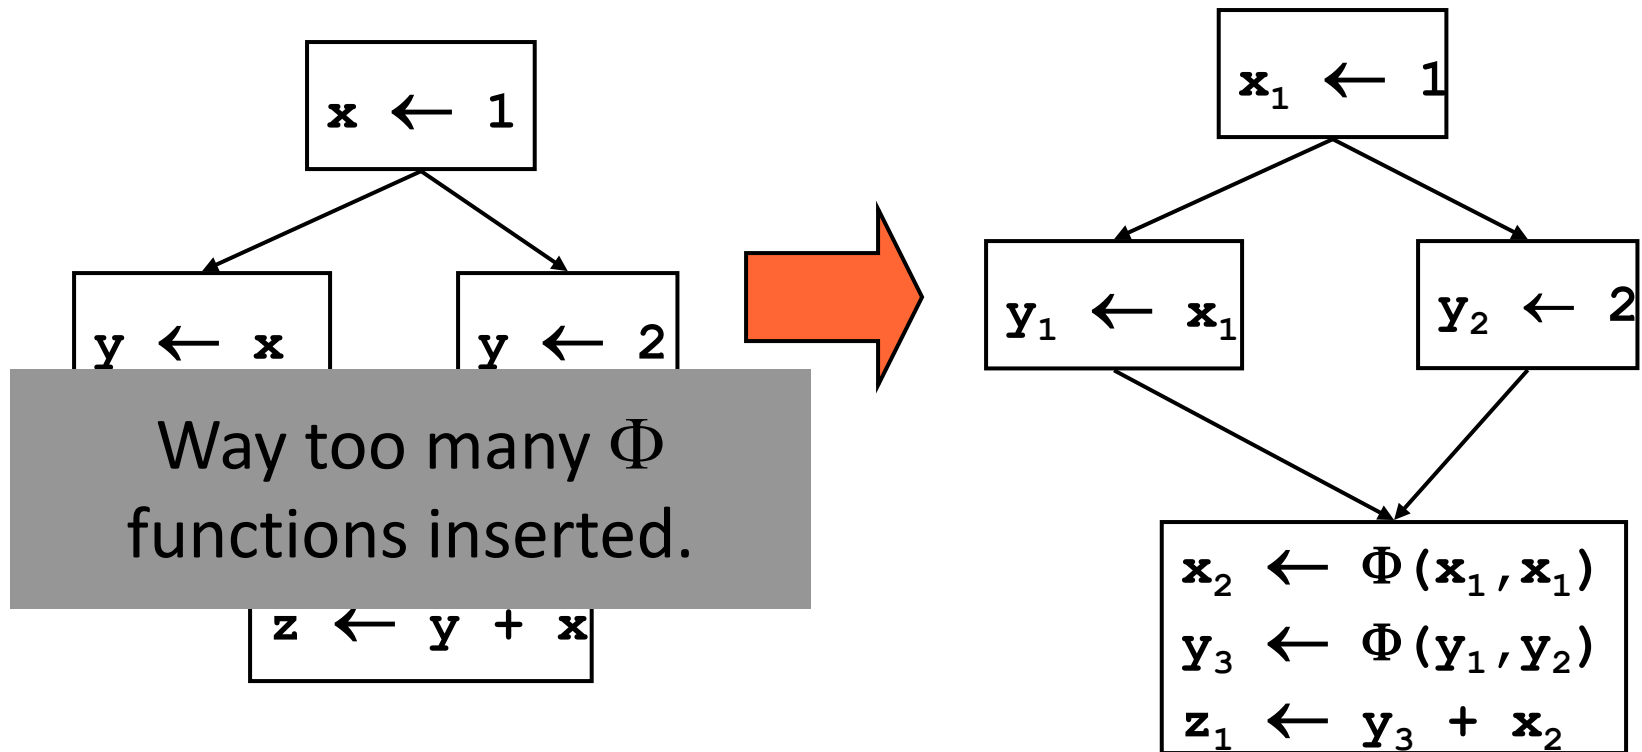 x ← 1
y ← x
y ← 2
Way too many Φ
functions inserted.
z ← y + x
x₁ ← 1
y₁ ← x₁
y₂ ← 2
x₂ ← Φ(x₁,x₁)
y₃ ← Φ(y₁,y₂)
z₁ ← y₃ + x₂